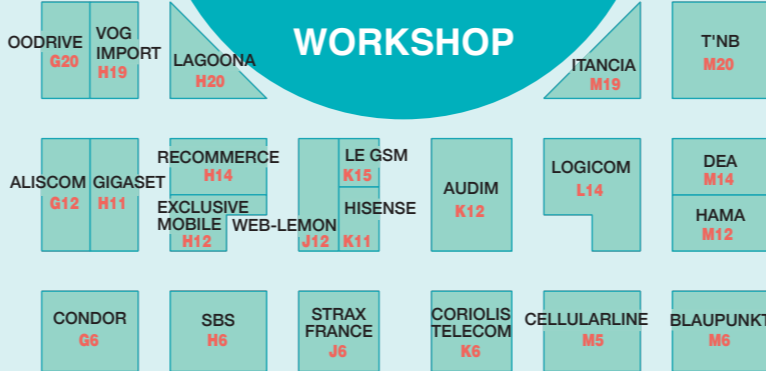 WORKSHOP
OODRIVE
G20
VOG
IMPORT
H19
LAGOONA
H20
ITANCIA
M19
T'NB
M20
ALISCOM
G12
GIGASET
H11
RECOMMERCE
H14
EXCLUSIVE
MOBILE
H12
WEB-LEMON
J12
LE GSM
K15
HISENSE
K11
AUDIM
K12
LOGICOM
L14
DEA
M14
HAMA
M12
CONDOR
G6
SBS
H6
STRAX
FRANCE
J6
CORIOLIS
TELECOM
K6
CELLULARLINE
M5
BLAUPUNKT
M6